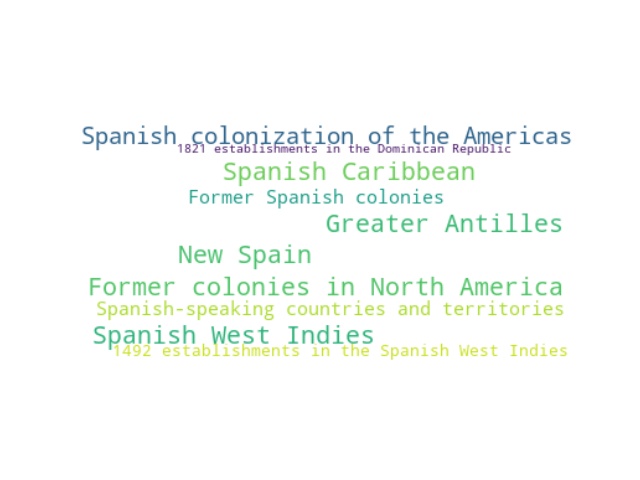 Spanish colonization of the Americas
1821 establishments in the Dominican Republic
Spanish Caribbean
Former Spanish colonies
Greater Antilles
New Spain
Former colonies in North America
Spanish-speaking countries and territories
Spanish West Indies
1492 establishments in the Spanish West Indies